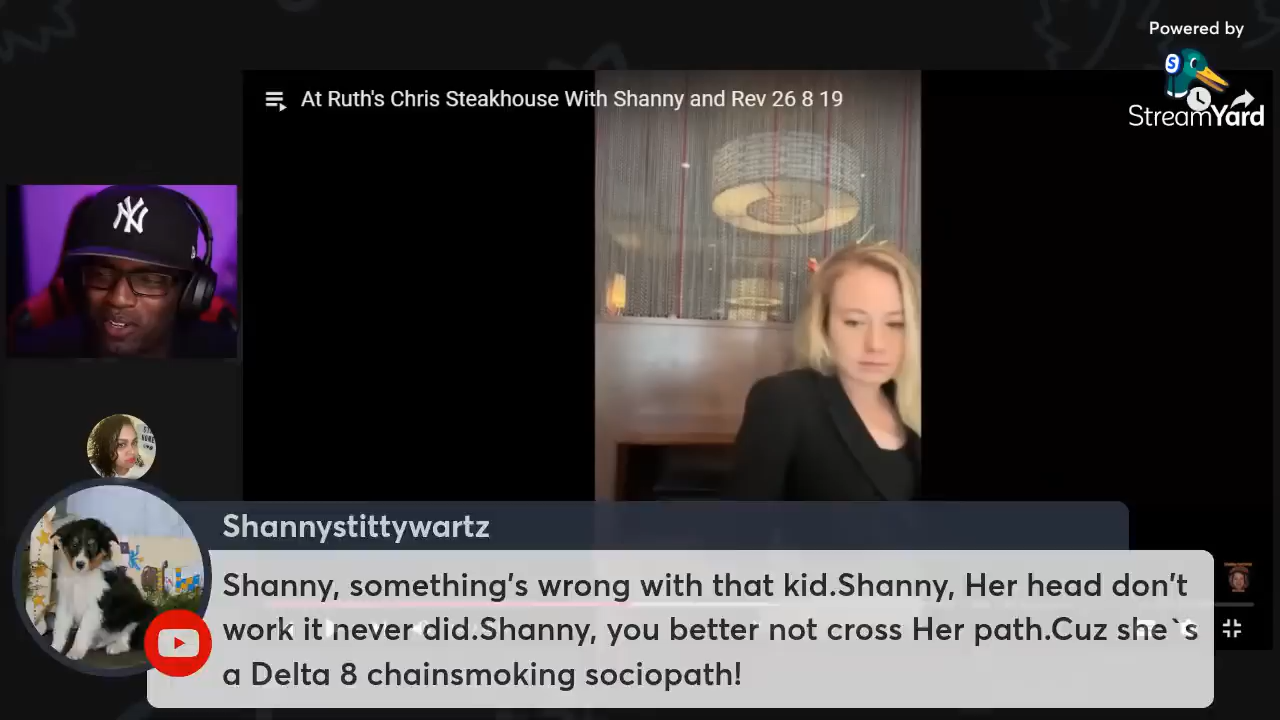 Powered by
At Ruth's Chris Steakhouse With Shanny and Rev 26 8 19
StreamYard
NY
Shannystittywartz
Shanny, something's wrong with that kid.Shanny, Her head don't
work it never did.Shanny, you better not cross Her path.Cuz she`s
a Delta 8 chainsmoking sociopath!